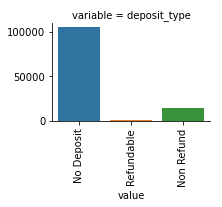 variable = deposit_type
100000
50000
0
No Deposit
Refundable
Non Refund
value